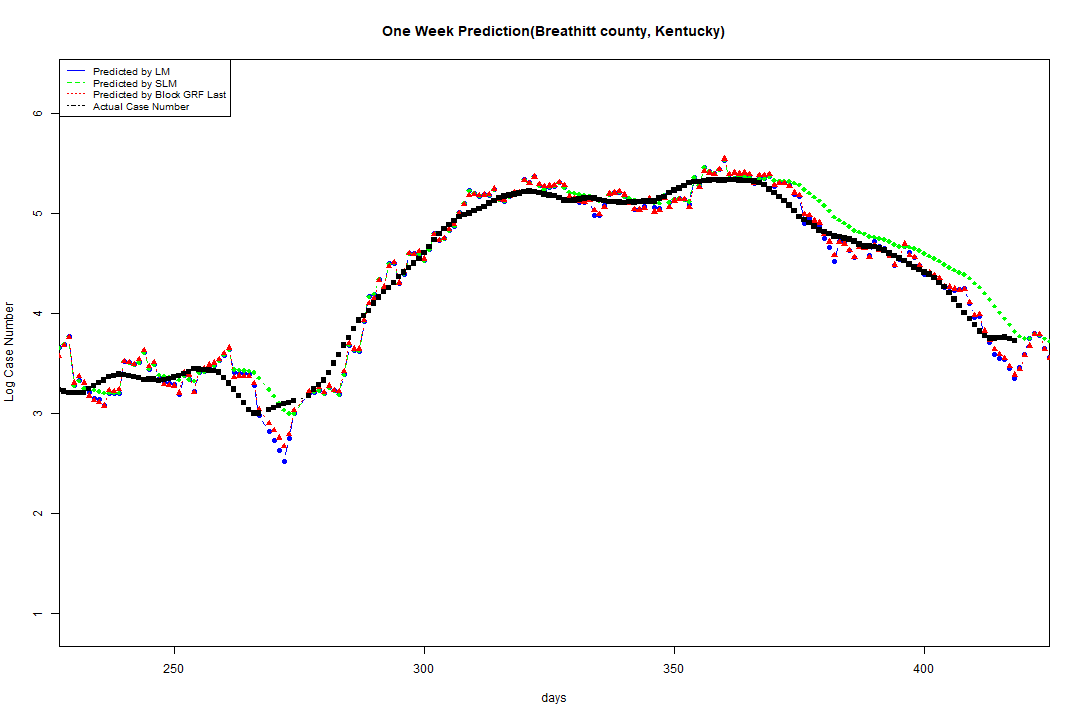 One Week Prediction(Breathitt county, Kentucky)
Predicted by LM
Predicted by SLM
Predicted by Block GRF Last
Actual Case Number
6
5
4
3
2
1
Log Case Number
250 300 350 400
days